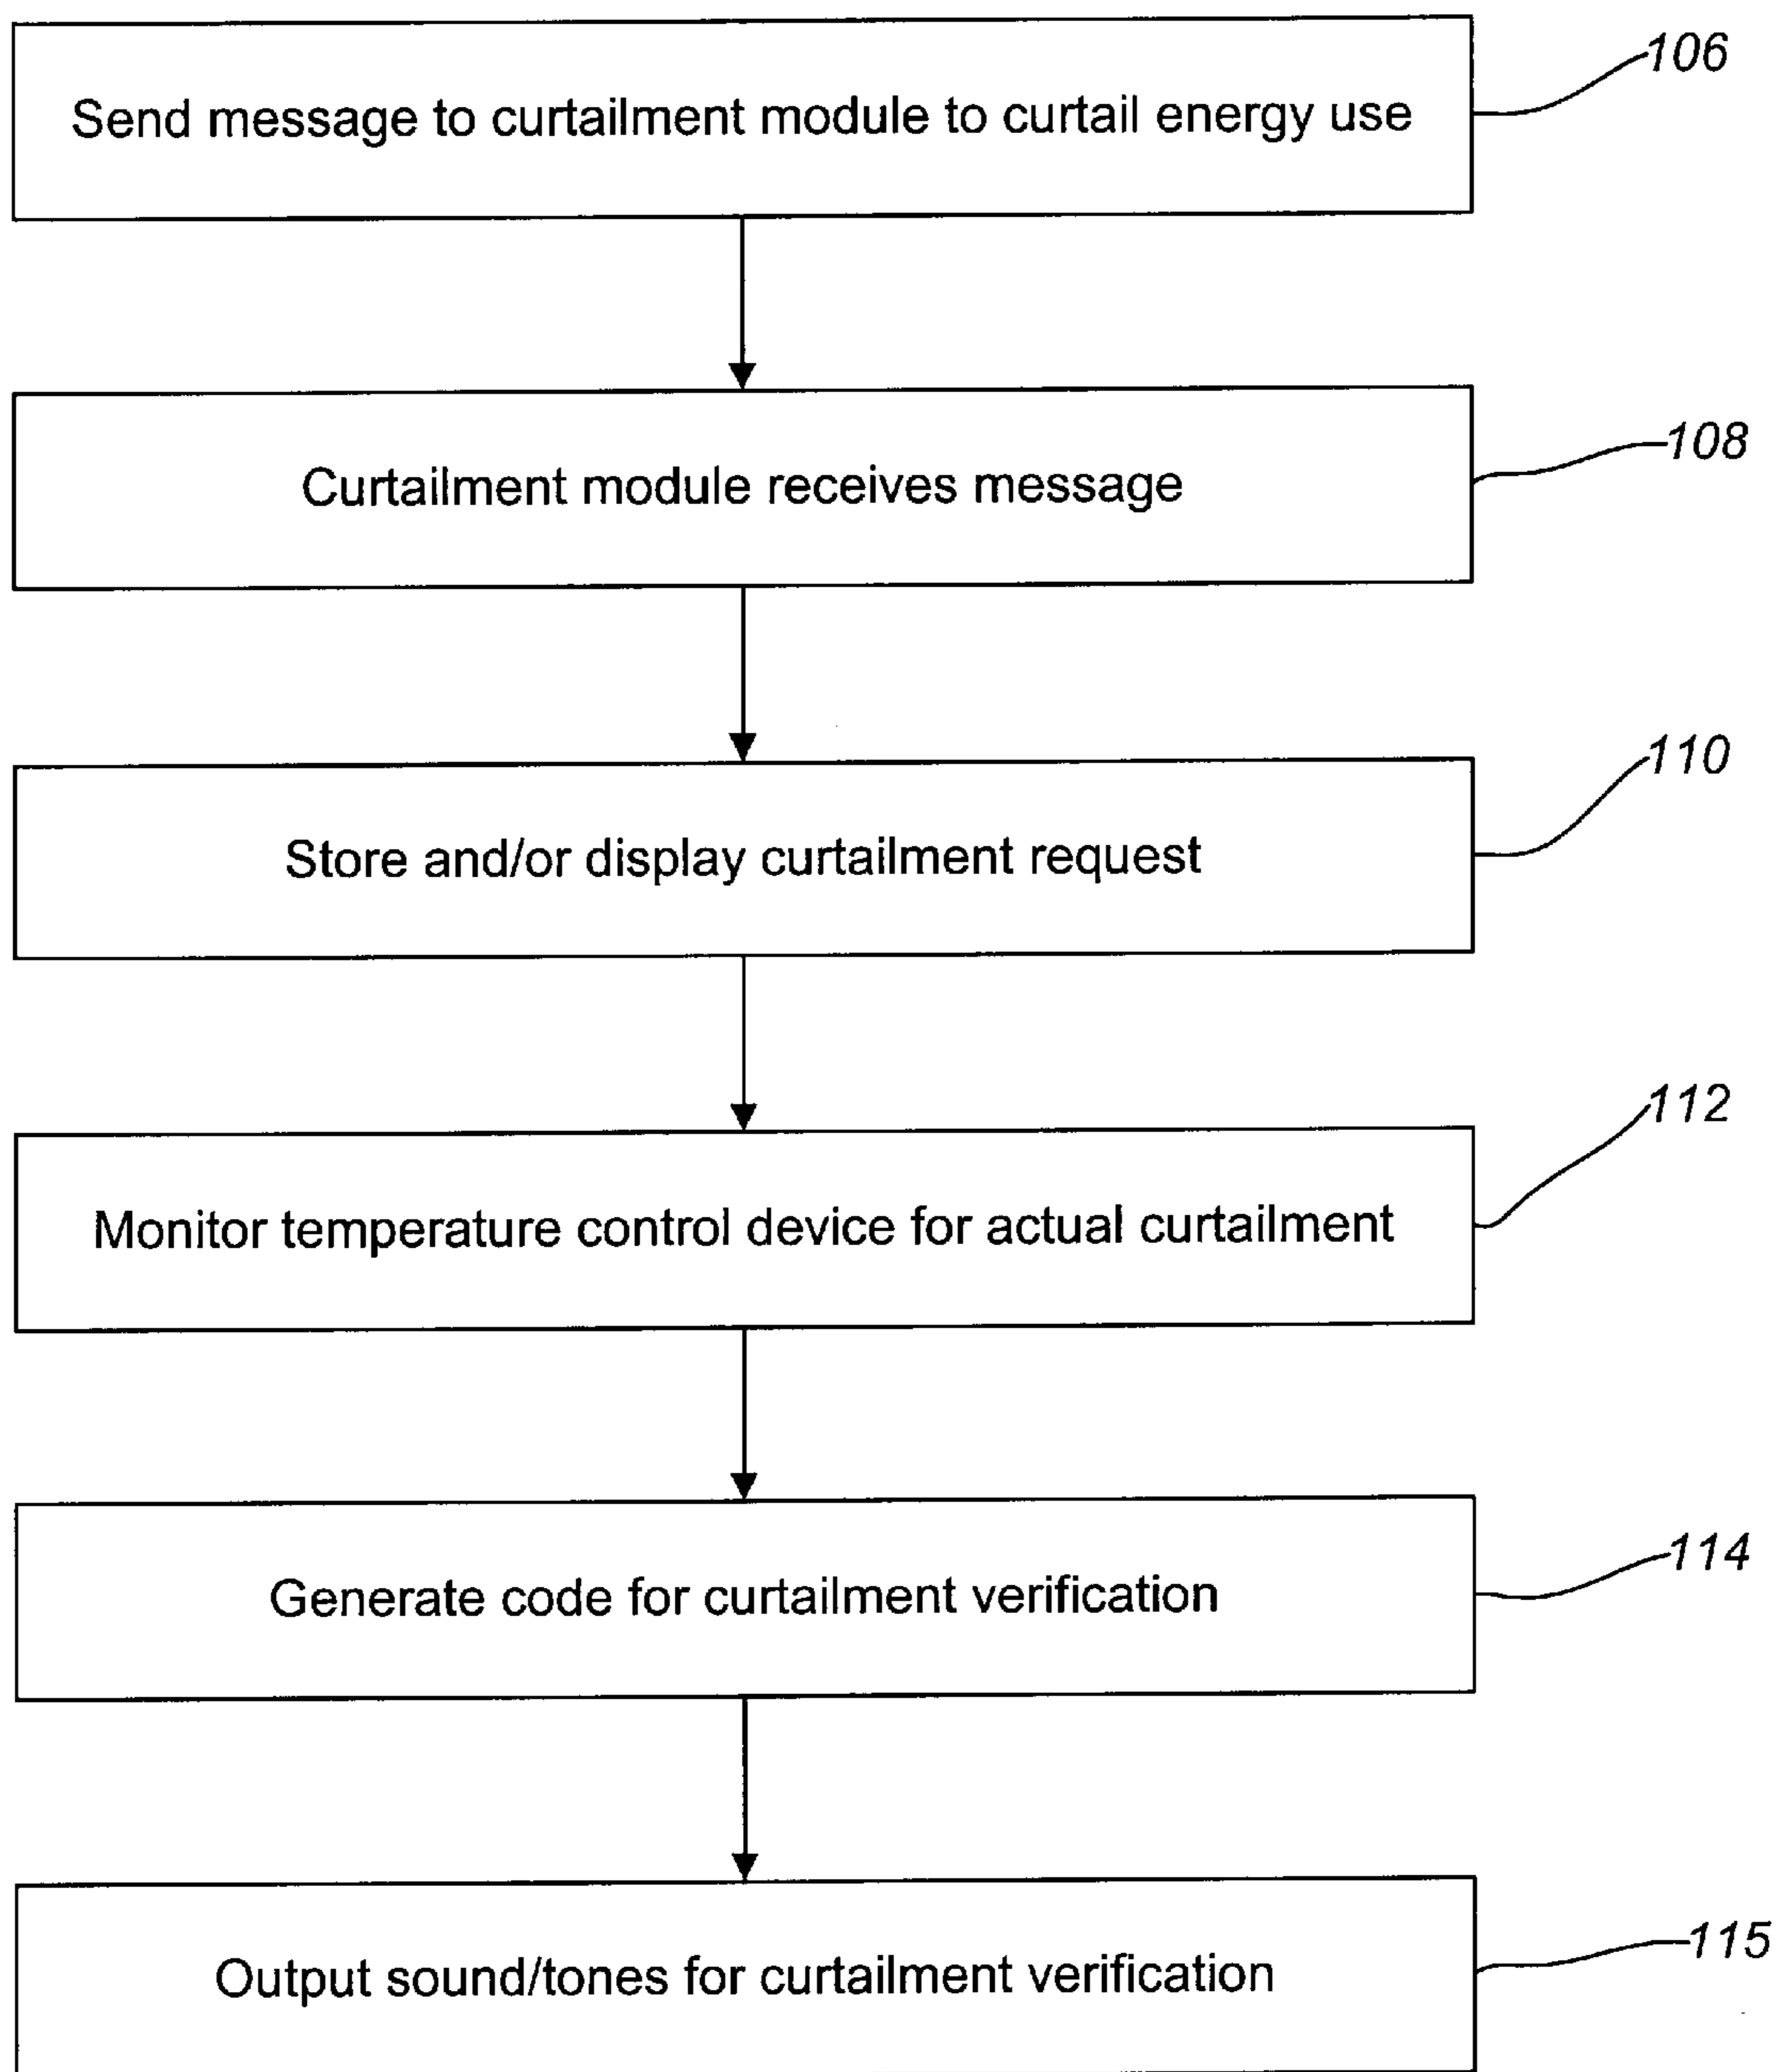 Send message to curtailment module to curtail energy use
106
Curtailment module receives message
108
Store and/or display curtailment request
110
Monitor temperature control device for actual curtailment
112
Generate code for curtailment verification
114
Output sound/tones for curtailment verification
115